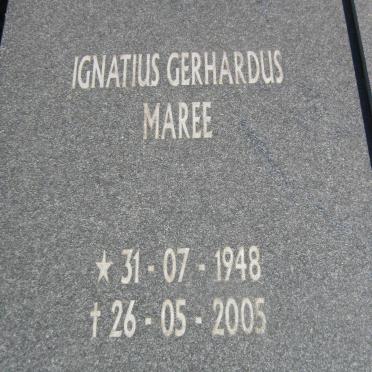 IGNATIUS GERHARDUS
MAREE
★ 31 - 07 - 1948
† 26 - 05 - 2005